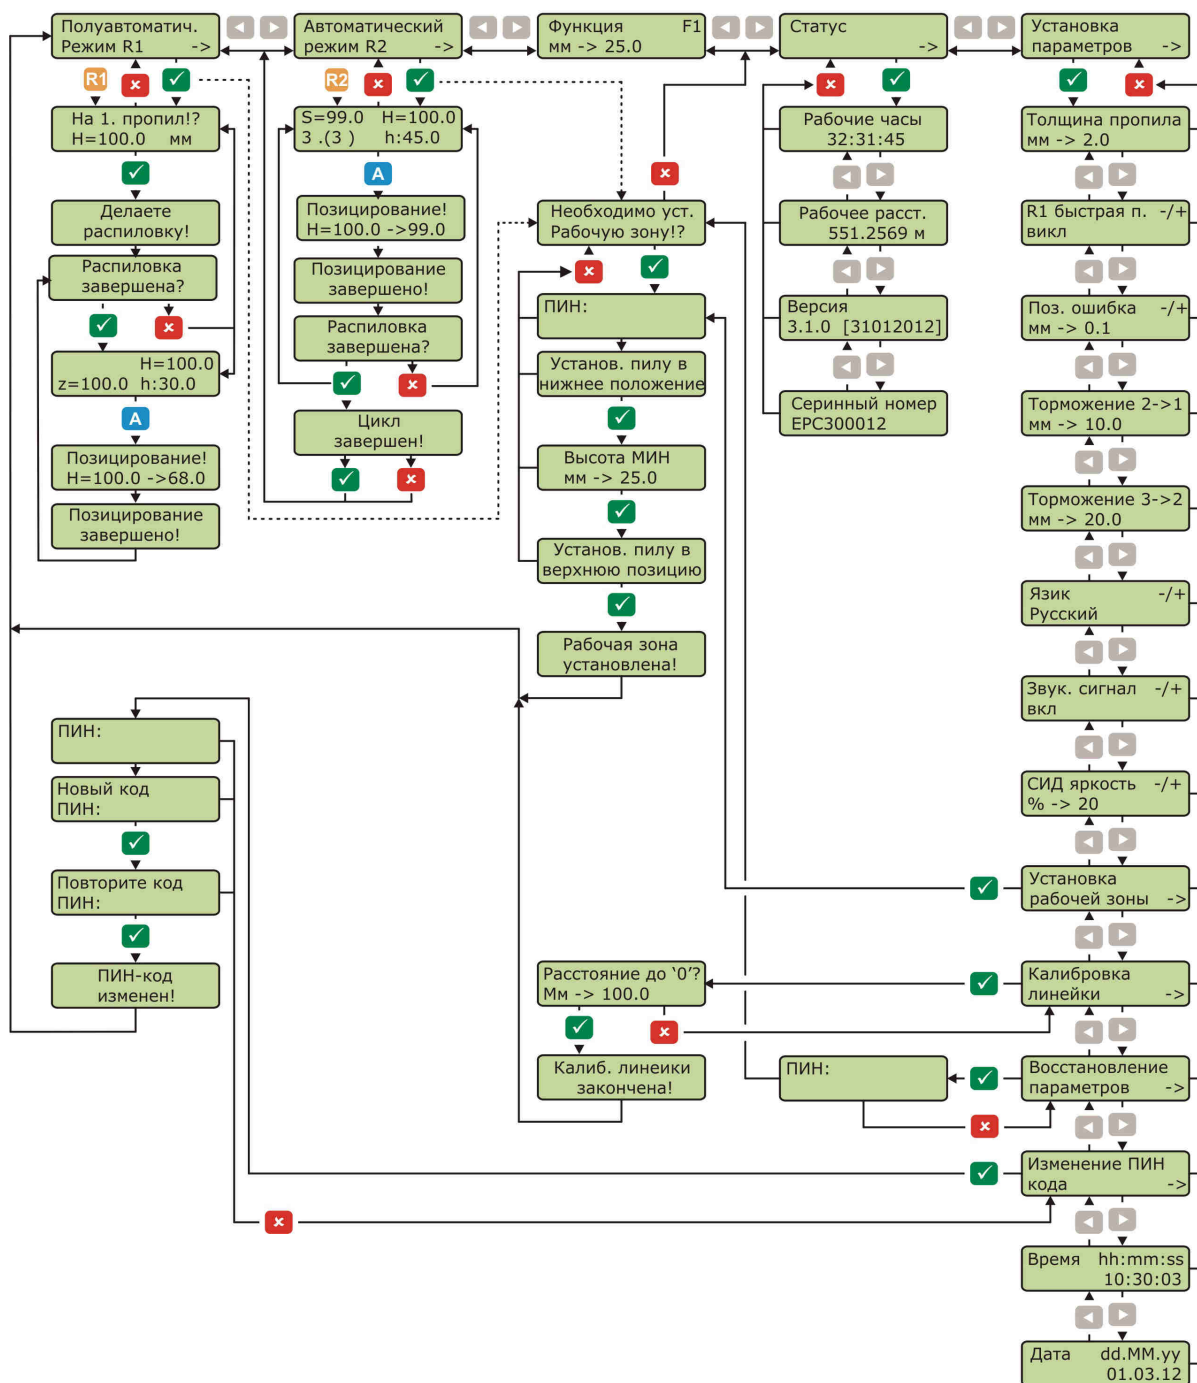 Полуавтоматич.
Режим R1 ->
Автоматический
режим R2 ->
Функция F1
мм -> 25.0
Статус
->
Установка
параметров ->
R1
На 1. пропил!?
H=100.0 мм
Делаете
распиловку!
Распиловка
завершена?
H=100.0
z=100.0 h:30.0
A
Позицирование!
H=100.0 ->68.0
Позицирование
завершено!
R2
S=99.0 H=100.0
3 .(3 ) h:45.0
A
Позицирование!
H=100.0 ->99.0
Позицирование
завершено!
Распиловка
завершена?
Цикл
завершен!
Необходимо уст.
Рабочую зону!?
ПИН:
Установ. пилу в
нижнее положение
Высота МИН
мм -> 25.0
Установ. пилу в
верхнюю позицию
Рабочая зона
установлена!
Рабочие часы
32:31:45
Рабочее расст.
551.2569 м
Версия
3.1.0 [31012012]
Серинный номер
EPC300012
Толщина пропила
мм -> 2.0
R1 быстрая п. -/+
викл
Поз. ошибка -/+
мм -> 0.1
Торможение 2->1
мм -> 10.0
Торможение 3->2
мм -> 20.0
Язик -/+
Русский
Звук. сигнал -/+
вкл
СИД яркость -/+
% -> 20
Установка
рабочей зоны ->
Калибровка
линейки ->
Восстановление
параметров ->
Изменение ПИН
кода ->
Время hh:mm:ss
10:30:03
Дата dd.MM.yy
01.03.12
ПИН:
Новый код
ПИН:
Повторите код
ПИН:
ПИН-код
изменен!
Расстояние до ‘0’?
Мм -> 100.0
Калиб. линеики
закончена!
ПИН: